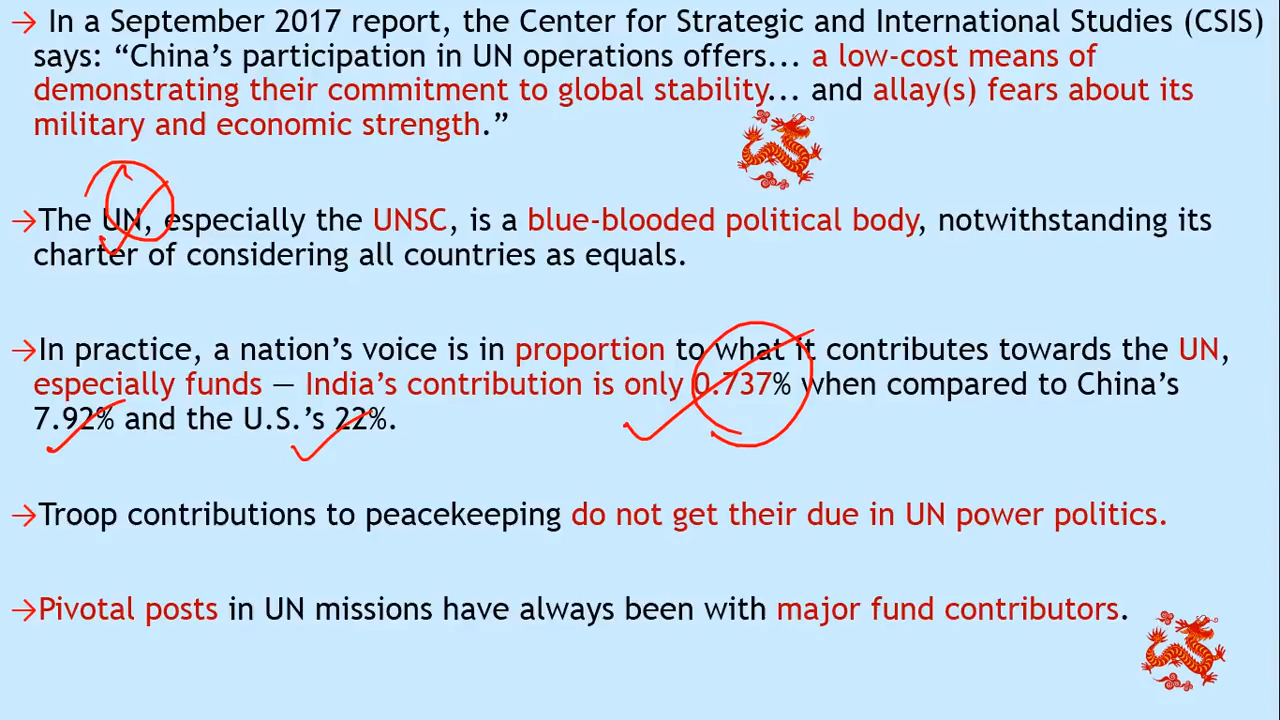 → In a September 2017 report, the Center for Strategic and International Studies (CSIS)
says: “China’s participation in UN operations offers... a low-cost means of
demonstrating their commitment to global stability... and allay(s) fears about its
military and economic strength.”
→The UN, especially the UNSC, is a blue-blooded political body, notwithstanding its
charter of considering all countries as equals.
→In practice, a nation’s voice is in proportion to what it contributes towards the UN,
especially funds — India’s contribution is only 0.737% when compared to China’s
7.92% and the U.S.’s 22%.
→Troop contributions to peacekeeping do not get their due in UN power politics.
→Pivotal posts in UN missions have always been with major fund contributors.